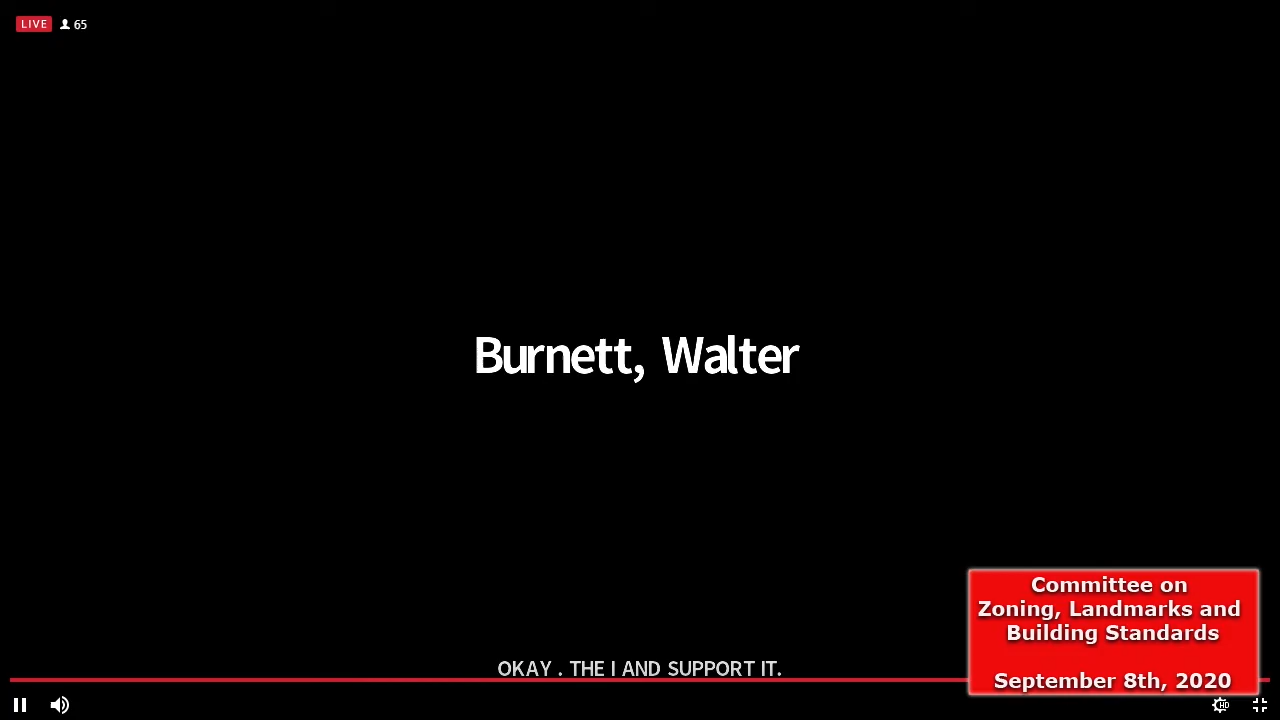 LIVE 65
Burnett, Walter
Committee on
Zoning, Landmarks and
Building Standards
September 8th, 2020
OKAY . THE I AND SUPPORT IT.
HD